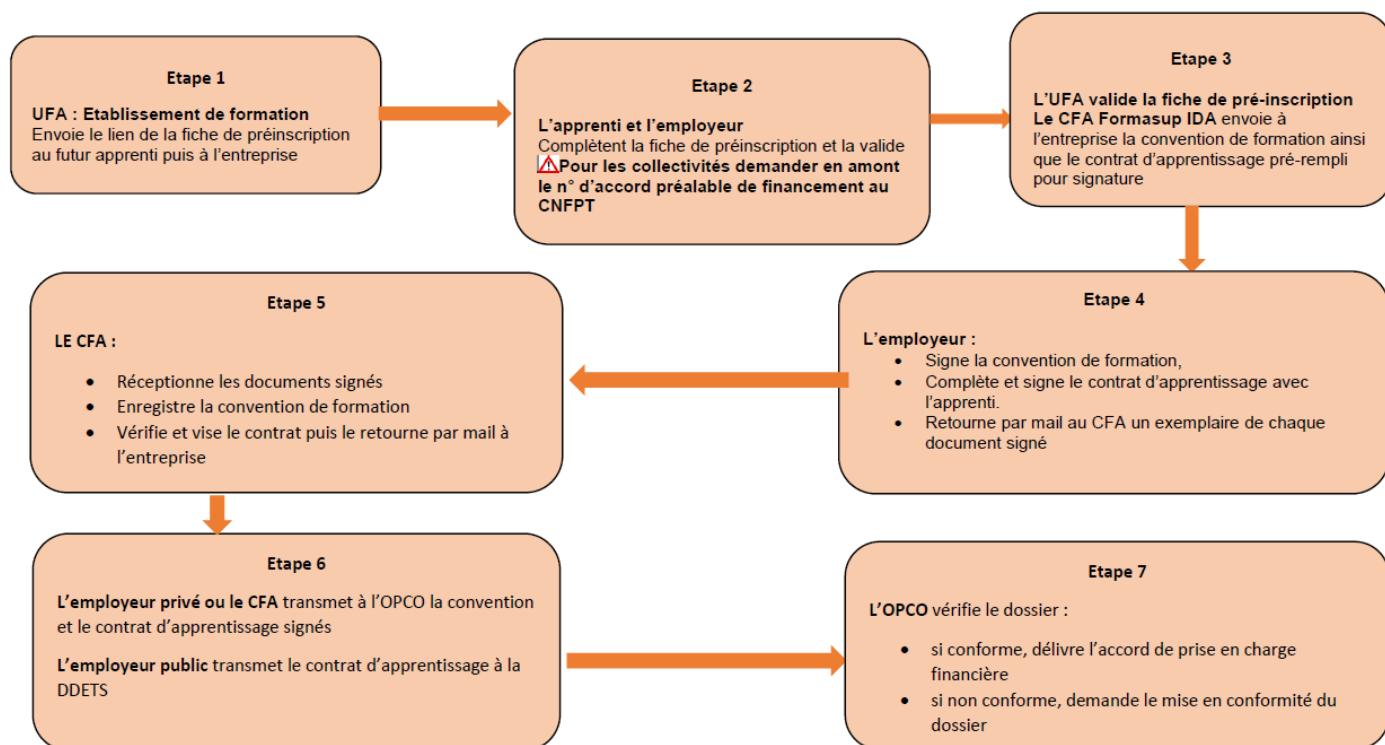 Etape 1
UFA : Etablissement de formation
Envoie le lien de la fiche de préinscription
au futur apprenti puis à l'entreprise
Etape 2
L'apprenti et l'employeur
Complètent la fiche de préinscription et la valide
⚠Pour les collectivités demander en amont
le n° d'accord préalable de financement au
CNFPT
Etape 3
L'UFA valide la fiche de pré-inscription
Le CFA Formasup IDA envoie à
l'entreprise la convention de formation ainsi
que le contrat d'apprentissage pré-rempli
pour signature
Etape 4
L'employeur :
• Signe la convention de formation,
• Complète et signe le contrat d'apprentissage avec
l'apprenti.
• Retourne par mail au CFA un exemplaire de chaque
document signé
Etape 5
LE CFA :
• Réceptionne les documents signés
• Enregistre la convention de formation
• Vérifie et vise le contrat puis le retourne par mail à
l'entreprise
Etape 6
L'employeur privé ou le CFA transmet à l'OPCO la convention
et le contrat d'apprentissage signés
L'employeur public transmet le contrat d'apprentissage à la
DDETS
Etape 7
L'OPCO vérifie le dossier :
• si conforme, délivre l'accord de prise en charge
financière
• si non conforme, demande le mise en conformité du
dossier